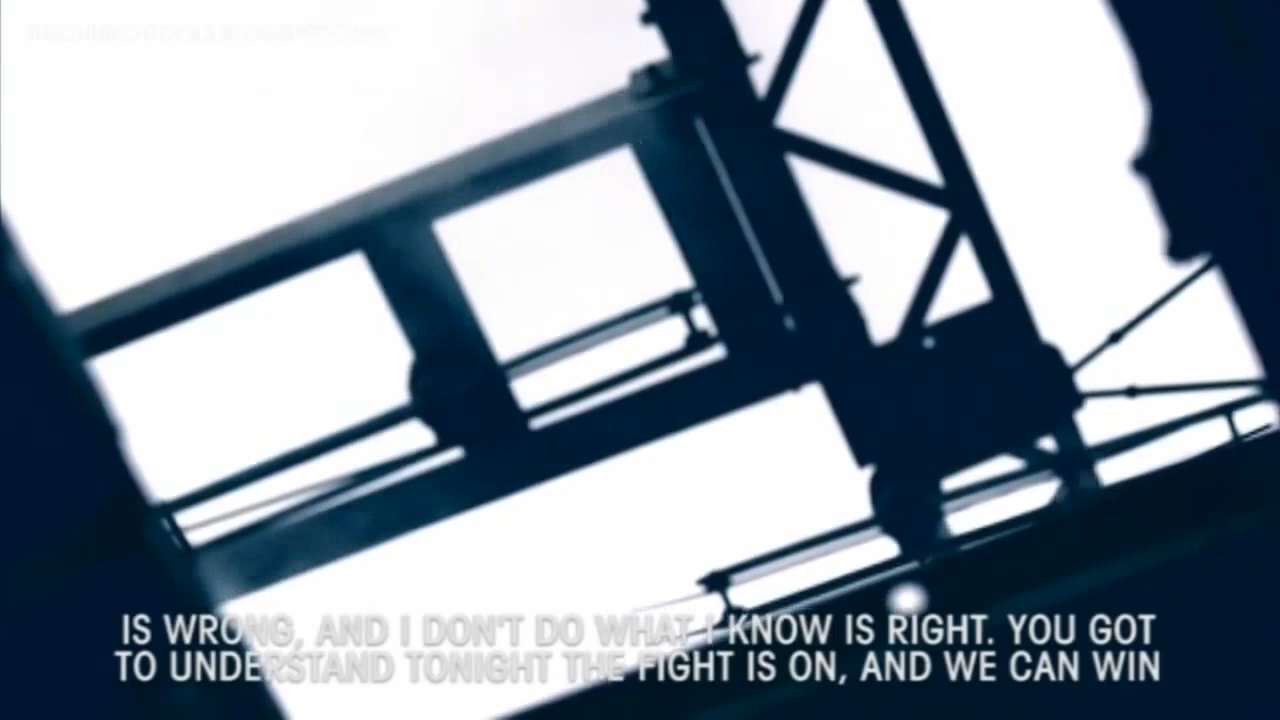 IS WRONG, AND I DON'T DO WHAT I KNOW IS RIGHT. YOU GOT
TO UNDERSTAND TONIGHT THE FIGHT IS ON, AND WE CAN WIN